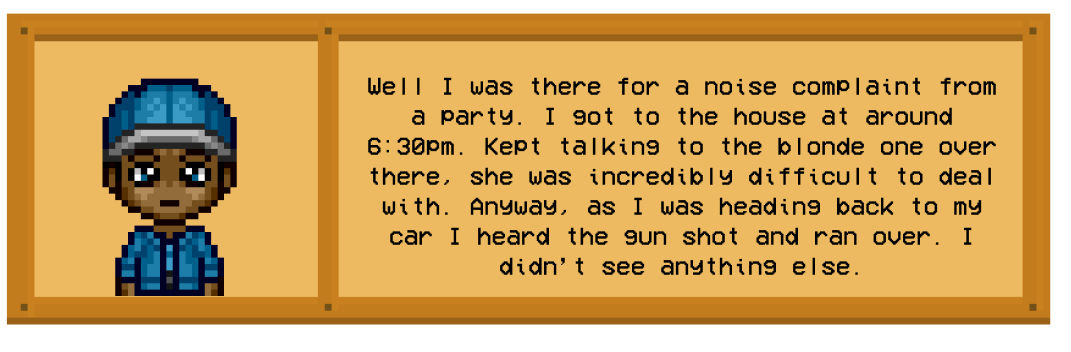 Well I was there for a noise complaint from
a party. I got to the house at around
6:30pm. Kept talking to the blonde one over
there, she was incredibly difficult to deal
with. Anyway, as I was heading back to my
car I heard the gun shot and ran over. I
didn't see anything else.